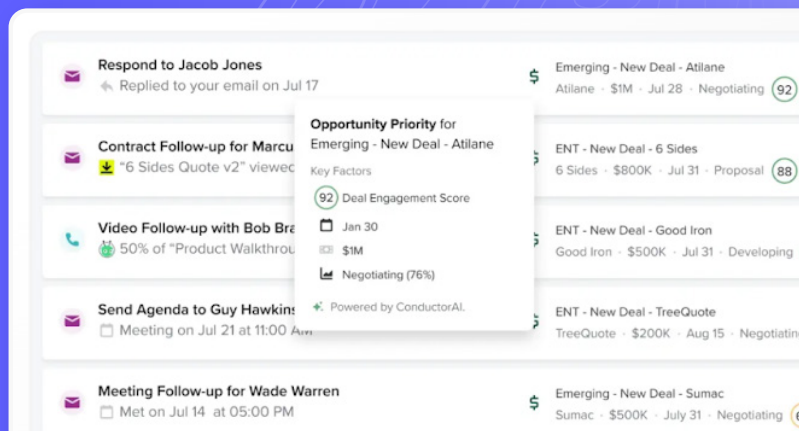 Respond to Jacob Jones
Replied to your email on Jul 17
Emerging - New Deal - Atilane
Atilane · $1M · Jul 28 · Negotiating 92
Contract Follow-up for Marcu
"6 Sides Quote v2" viewed
ENT - New Deal - 6 Sides
6 Sides · $800K · Jul 31 · Proposal 88
Opportunity Priority for
Emerging - New Deal - Atilane
Key Factors
92 Deal Engagement Score
Jan 30
$1M
Negotiating (76%)
Powered by ConductorAI.
Video Follow-up with Bob Bra
50% of "Product Walkthrou
ENT - New Deal - Good Iron
Good Iron · $500K · Jul 31 · Developing
Send Agenda to Guy Hawkins
Meeting on Jul 21 at 11:00 AM
ENT - New Deal - TreeQuote
TreeQuote · $200K · Aug 15 · Negotiatin
Meeting Follow-up for Wade Warren
Met on Jul 14 at 05:00 PM
Emerging - New Deal - Sumac
Sumac · $500K · July 31 · Negotiating